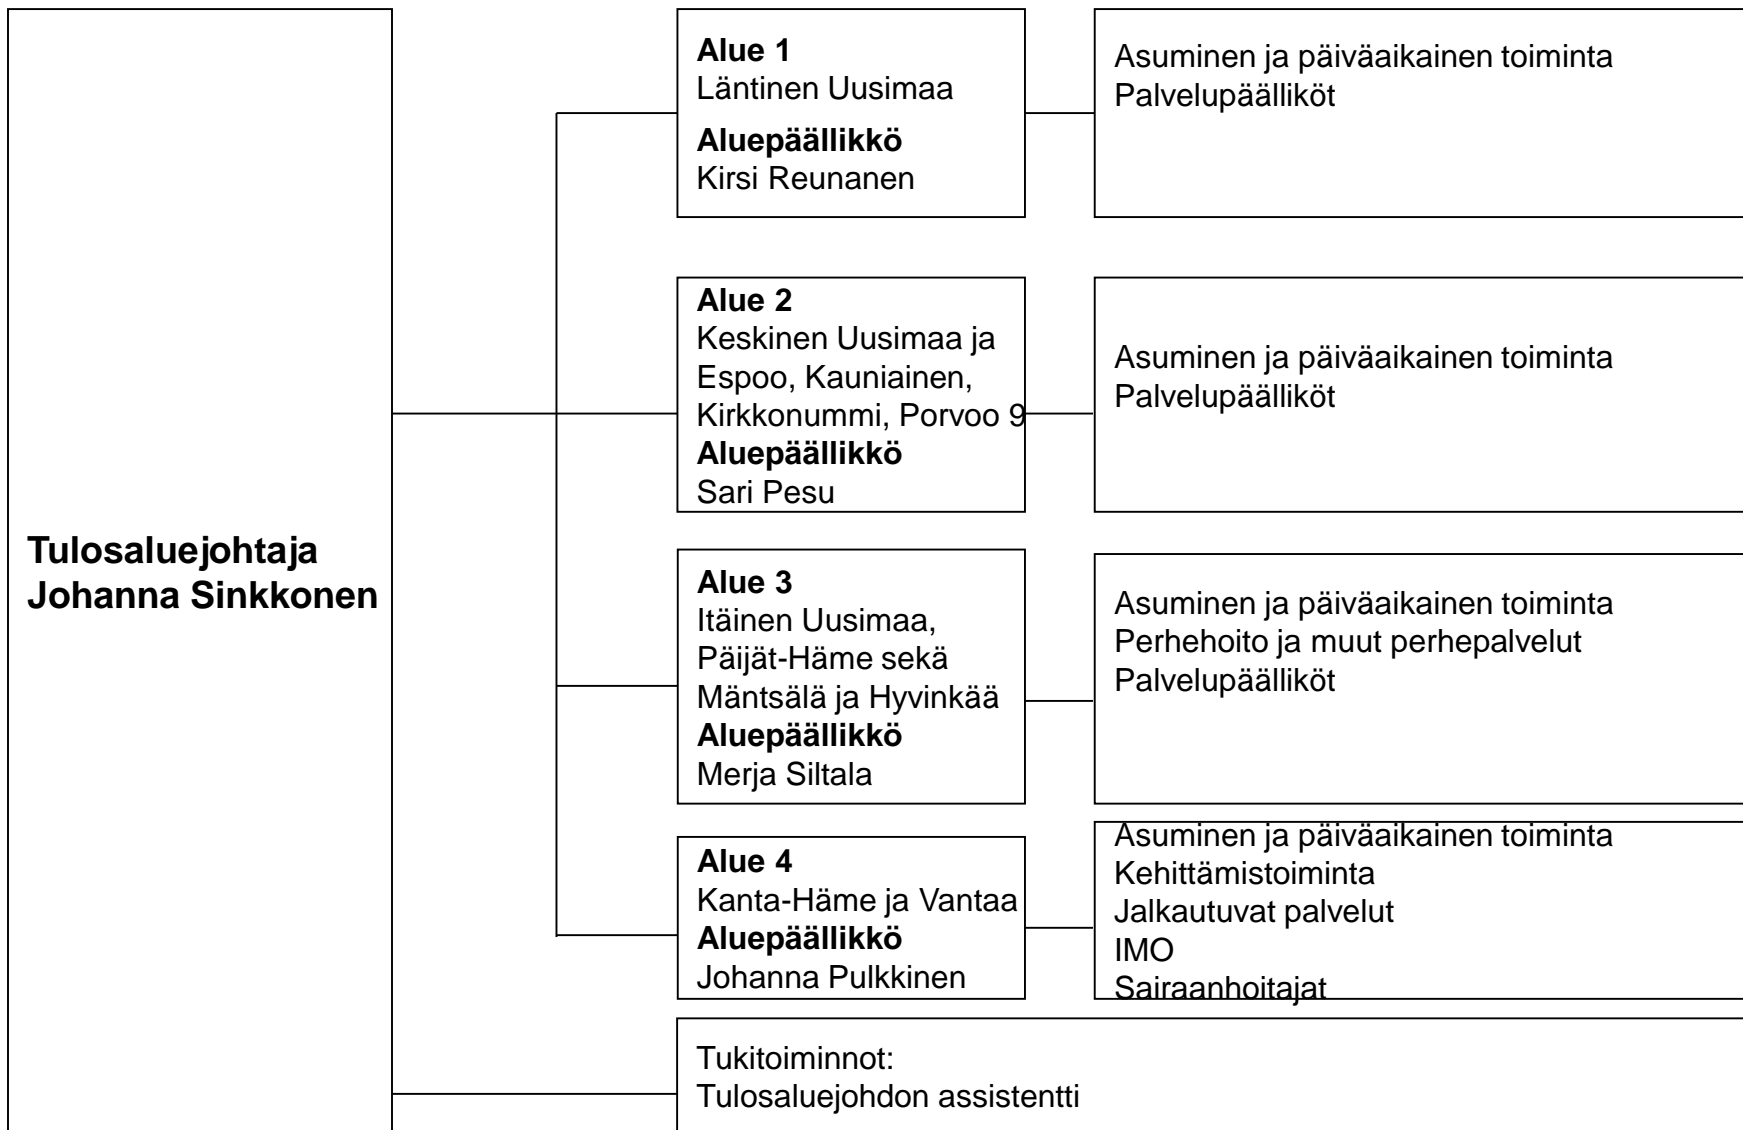 Tulosaluejohtaja
Johanna Sinkkonen
Alue 1
Läntinen Uusimaa
Aluepäällikkö
Kirsi Reunanen
Asuminen ja päiväaikainen toiminta
Palvelupäälliköt
Alue 2
Keskinen Uusimaa ja
Espoo, Kauniainen,
Kirkkonummi, Porvoo 9
Aluepäällikkö
Sari Pesu
Asuminen ja päiväaikainen toiminta
Palvelupäälliköt
Alue 3
Itäinen Uusimaa,
Päijät-Häme sekä
Mäntsälä ja Hyvinkää
Aluepäällikkö
Merja Siltala
Asuminen ja päiväaikainen toiminta
Perhehoito ja muut perhepalvelut
Palvelupäälliköt
Alue 4
Kanta-Häme ja Vantaa
Aluepäällikkö
Johanna Pulkkinen
Asuminen ja päiväaikainen toiminta
Kehittämistoiminta
Jalkautuvat palvelut
IMO
Sairaanhoitajat
Tukitoiminnot:
Tulosaluejohdon assistentti